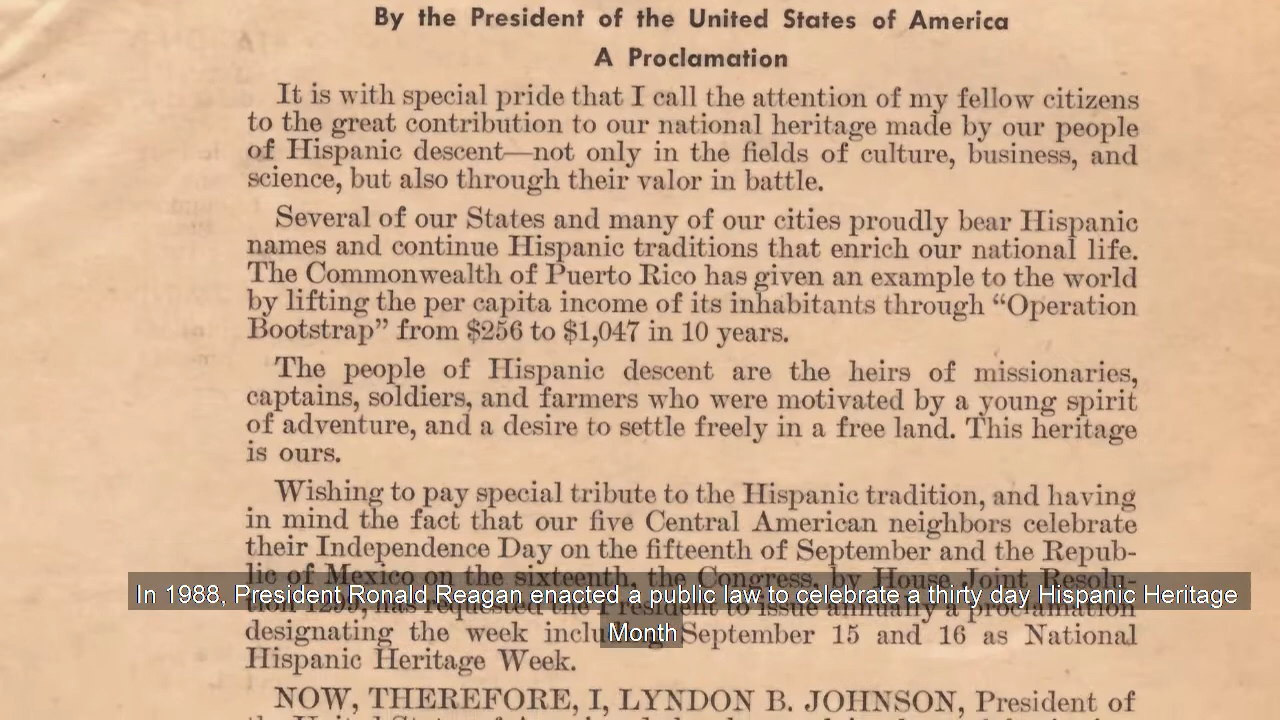 By the President of the United States of America
A Proclamation
It is with special pride that I call the attention of my fellow citizens
to the great contribution to our national heritage made by our people
of Hispanic descent—not only in the fields of culture, business, and
science, but also through their valor in battle.
Several of our States and many of our cities proudly bear Hispanic
names and continue Hispanic traditions that enrich our national life.
The Commonwealth of Puerto Rico has given an example to the world
by lifting the per capita income of its inhabitants through “Operation
Bootstrap” from $256 to $1,047 in 10 years.
The people of Hispanic descent are the heirs of missionaries,
captains, soldiers, and farmers who were motivated by a young spirit
of adventure, and a desire to settle freely in a free land. This heritage
is ours.
Wishing to pay special tribute to the Hispanic tradition, and having
in mind the fact that our five Central American neighbors celebrate
their Independence Day on the fifteenth of September and the Repub-
lic of Mexico on the sixteenth, the Congress, by House Joint Resolu-
In 1988, President Ronald Reagan enacted a public law to celebrate a thirty day Hispanic Heritage
Month
tion 1299, has requested the President to issue annually a proclamation
designating the week September 15 and 16 as National
Hispanic Heritage Week.
NOW, THEREFORE, I, LYNDON B. JOHNSON, President of